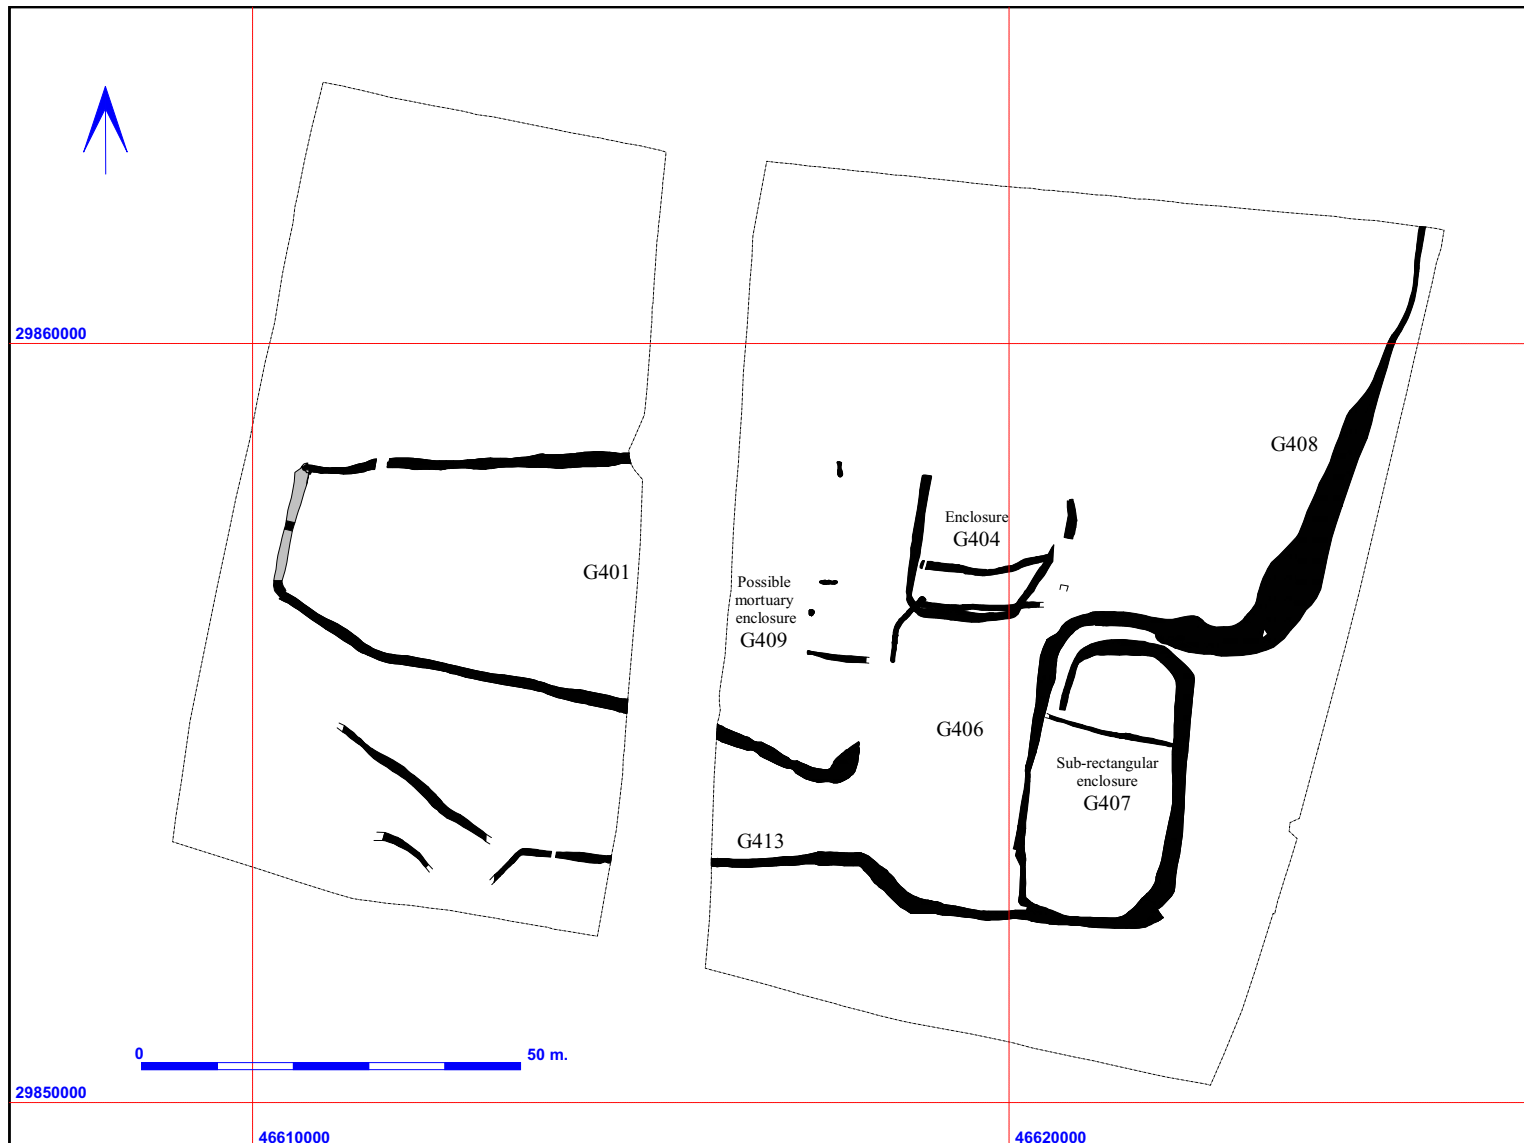 29860000
G408
Enclosure
G404
G401
Possible
mortuary
enclosure
G409
G406
Sub-rectangular
enclosure
G407
G413
0
50 m.
29850000
46610000
46620000